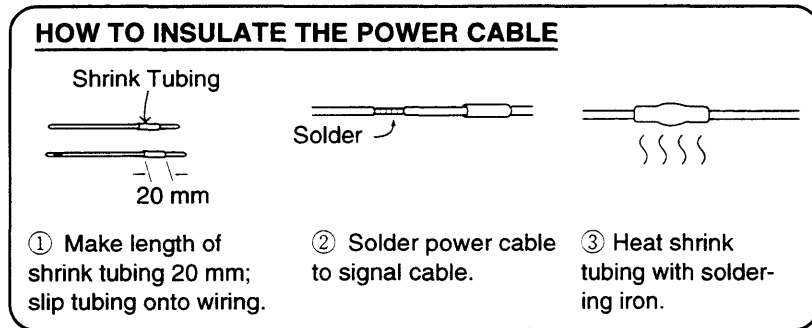 HOW TO INSULATE THE POWER CABLE
Shrink Tubing
20 mm
Solder
① Make length of
shrink tubing 20 mm;
slip tubing onto wiring.
② Solder power cable
to signal cable.
③ Heat shrink
tubing with solder-
ing iron.